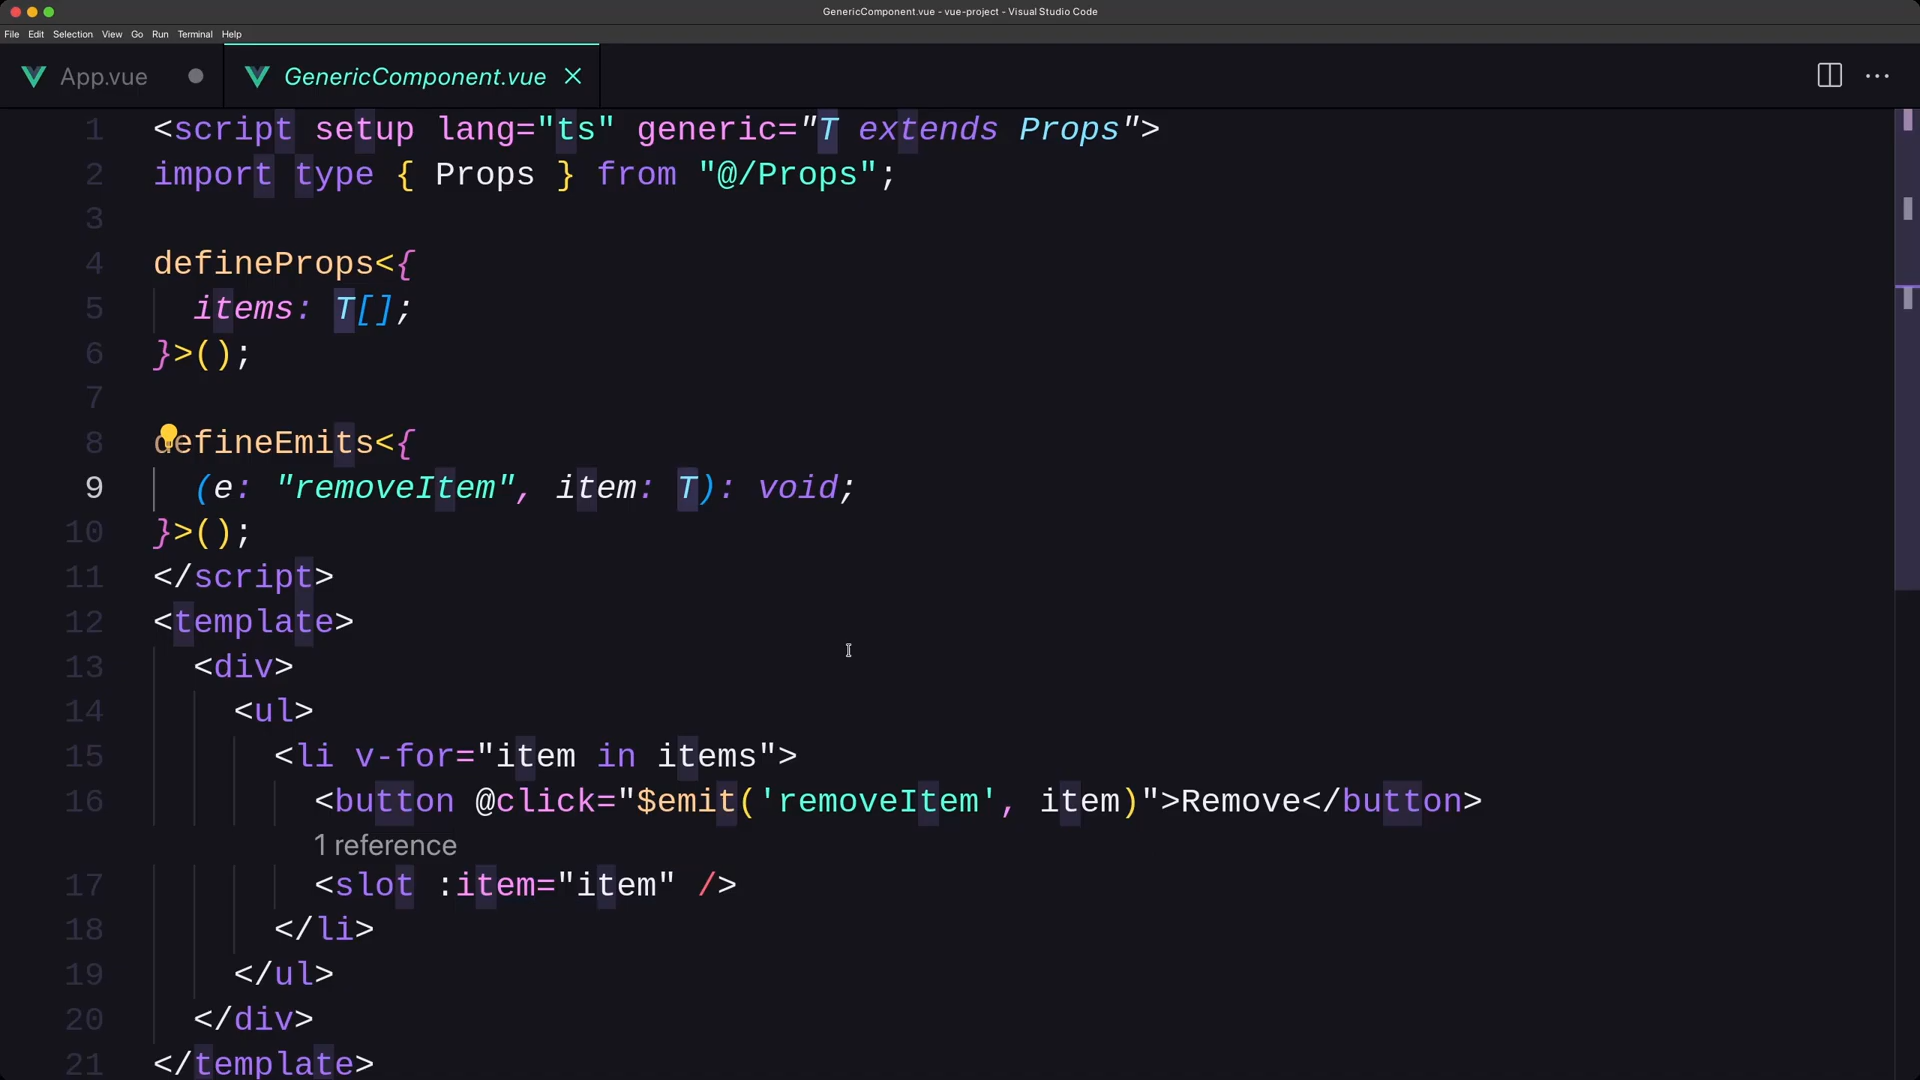 GenericComponent.vue - vue-project - Visual Studio Code
File Edit Selection View Go Run Terminal Help
App.vue GenericComponent.vue
1 <script setup lang="ts" generic="T extends Props">
2 import type { Props } from "@/Props";
3
4 defineProps<{
5 items: T[];
6 }>();
7
8 defineEmits<{
9 (e: "removeItem", item: T): void;
10 }>();
11 </script>
12 <template>
13 <div>
14 <ul>
15 <li v-for="item in items">
16 <button @click="$emit('removeItem', item)">Remove</button>
1 reference
17 <slot :item="item" />
18 </li>
19 </ul>
20 </div>
21 </template>